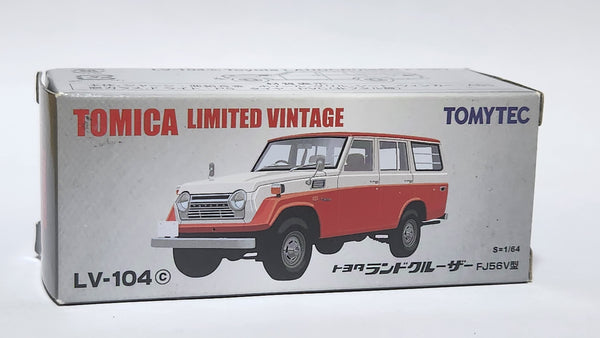 TOMICA LIMITED VINTAGE
TOMYTEC
S=1/64
LV-104ⓒ
トヨタ ランドクルーザー FJ56V型